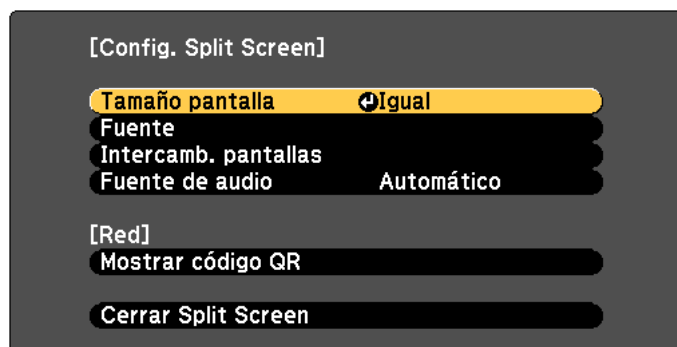 [Config. Split Screen]
Tamaño pantalla Igual
Fuente
Intercamb. pantallas
Fuente de audio Automático
[Red]
Mostrar código QR
Cerrar Split Screen